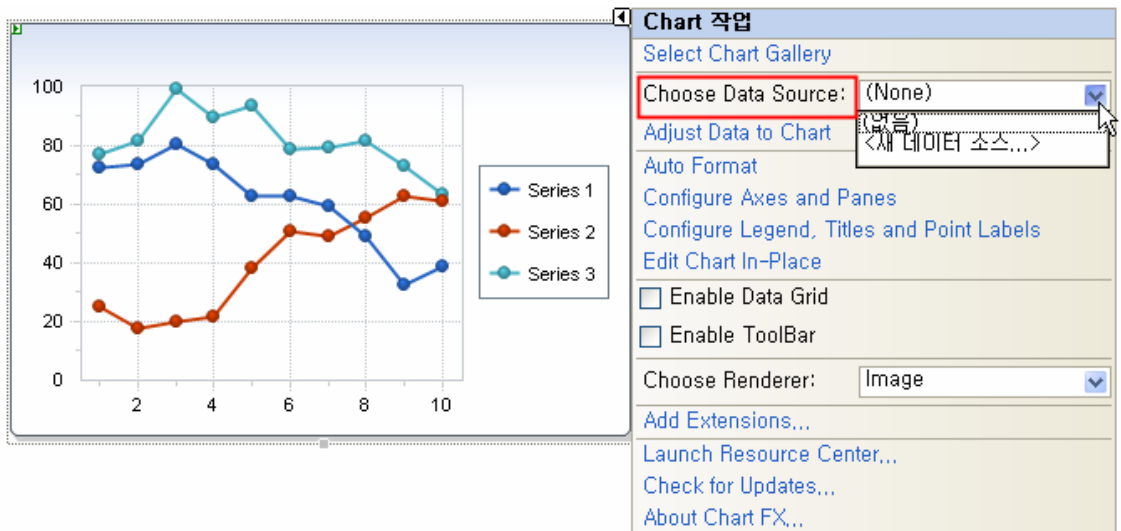 100
80
60
40
20
0
2 4 6 8 10
Series 1
Series 2
Series 3
Chart 작업
Select Chart Gallery
Choose Data Source: (None)
(없음)
<새 데이터 소스...>
Adjust Data to Chart
Auto Format
Configure Axes and Panes
Configure Legend, Titles and Point Labels
Edit Chart In-Place
Enable Data Grid
Enable ToolBar
Choose Renderer: Image
Add Extensions...
Launch Resource Center...
Check for Updates...
About Chart FX...